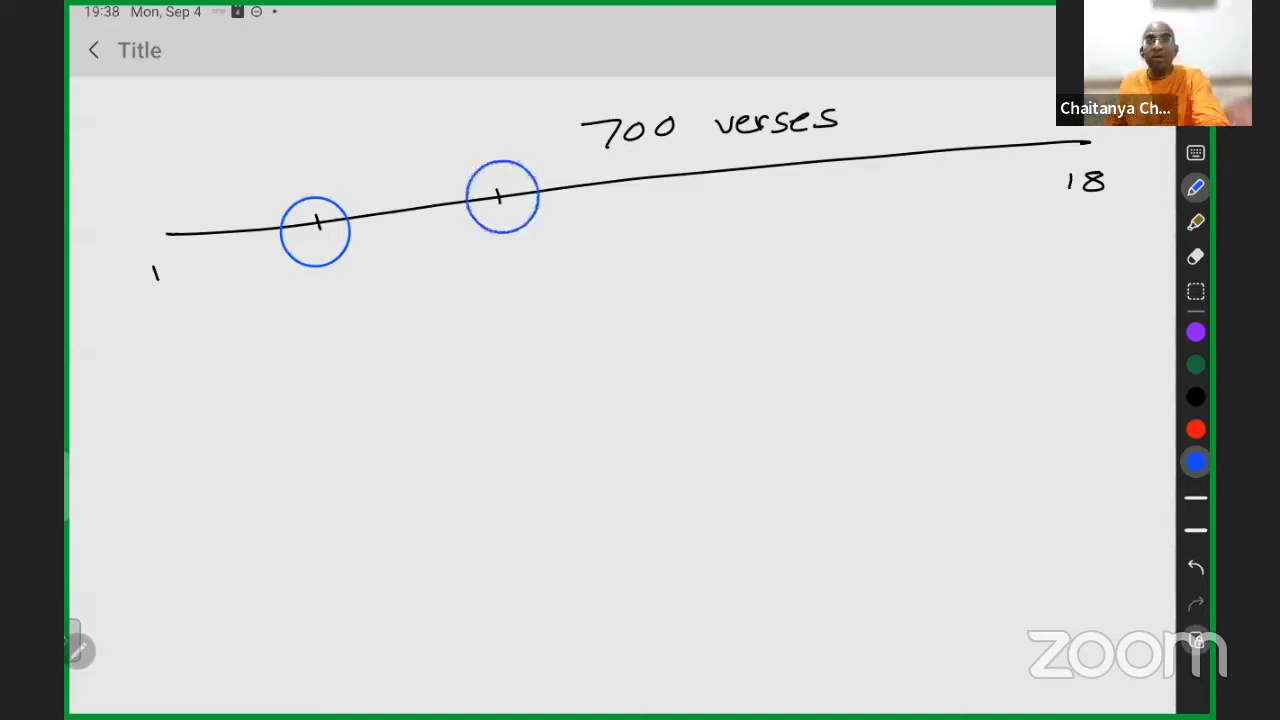 19:38 Mon, Sep 4
Title
Chaitanya Ch...
700 verses
18
1
zoom